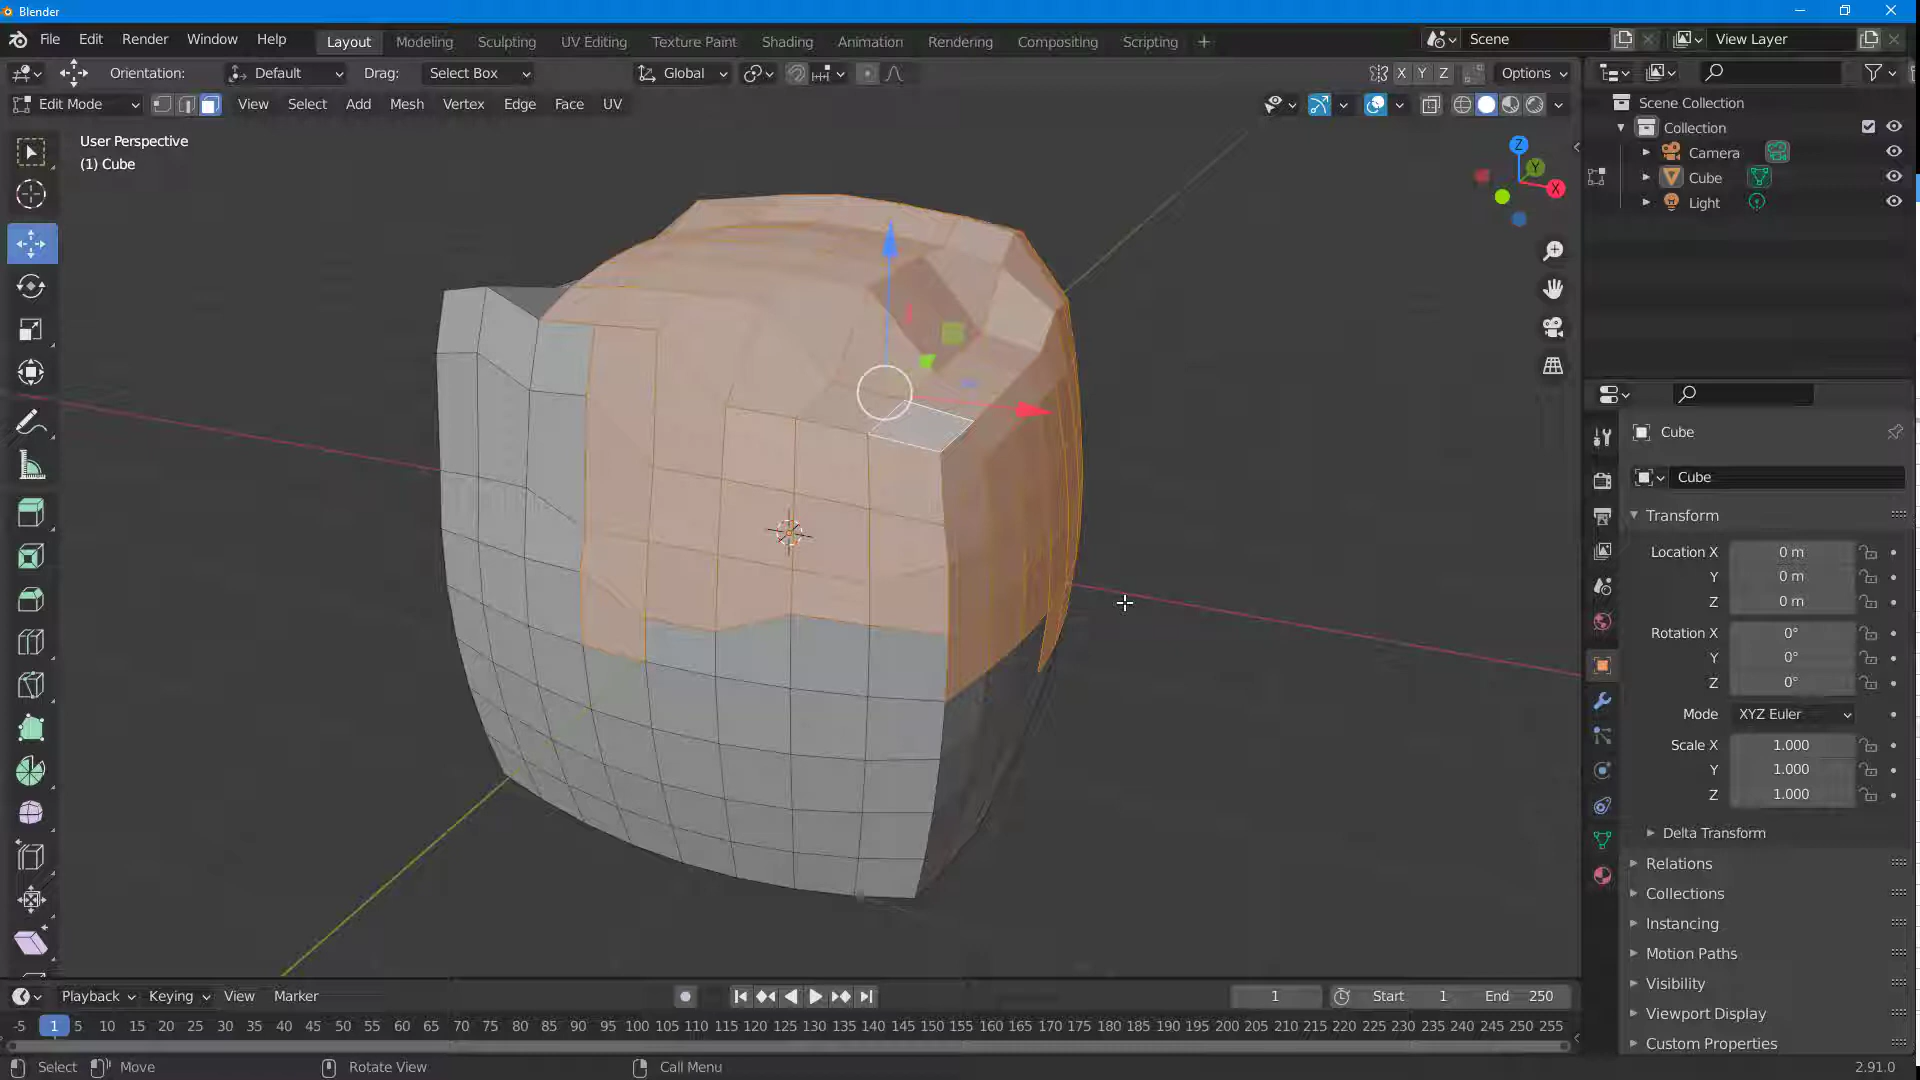 Blender
File Edit Render Window Help Layout Modeling Sculpting UV Editing Texture Paint Shading Animation Rendering Compositing Scripting + Scene View Layer
Orientation: Default Drag: Select Box Global X Y Z Options
Edit Mode View Select Add Mesh Vertex Edge Face UV
Scene Collection
Collection
Camera
Cube
Light
User Perspective
(1) Cube
Z
Y
X
Cube
Cube
Transform
Location X 0 m
Y 0 m
Z 0 m
Rotation X 0°
Y 0°
Z 0°
Mode XYZ Euler
Scale X 1.000
Y 1.000
Z 1.000
Delta Transform
Relations
Collections
Instancing
Motion Paths
Visibility
Viewport Display
Custom Properties
Playback Keying View Marker 1 Start 1 End 250
-5 1 5 10 15 20 25 30 35 40 45 50 55 60 65 70 75 80 85 90 95 100 105 110 115 120 125 130 135 140 145 150 155 160 165 170 175 180 185 190 195 200 205 210 215 220 225 230 235 240 245 250 255
Select Move Rotate View Call Menu 2.91.0